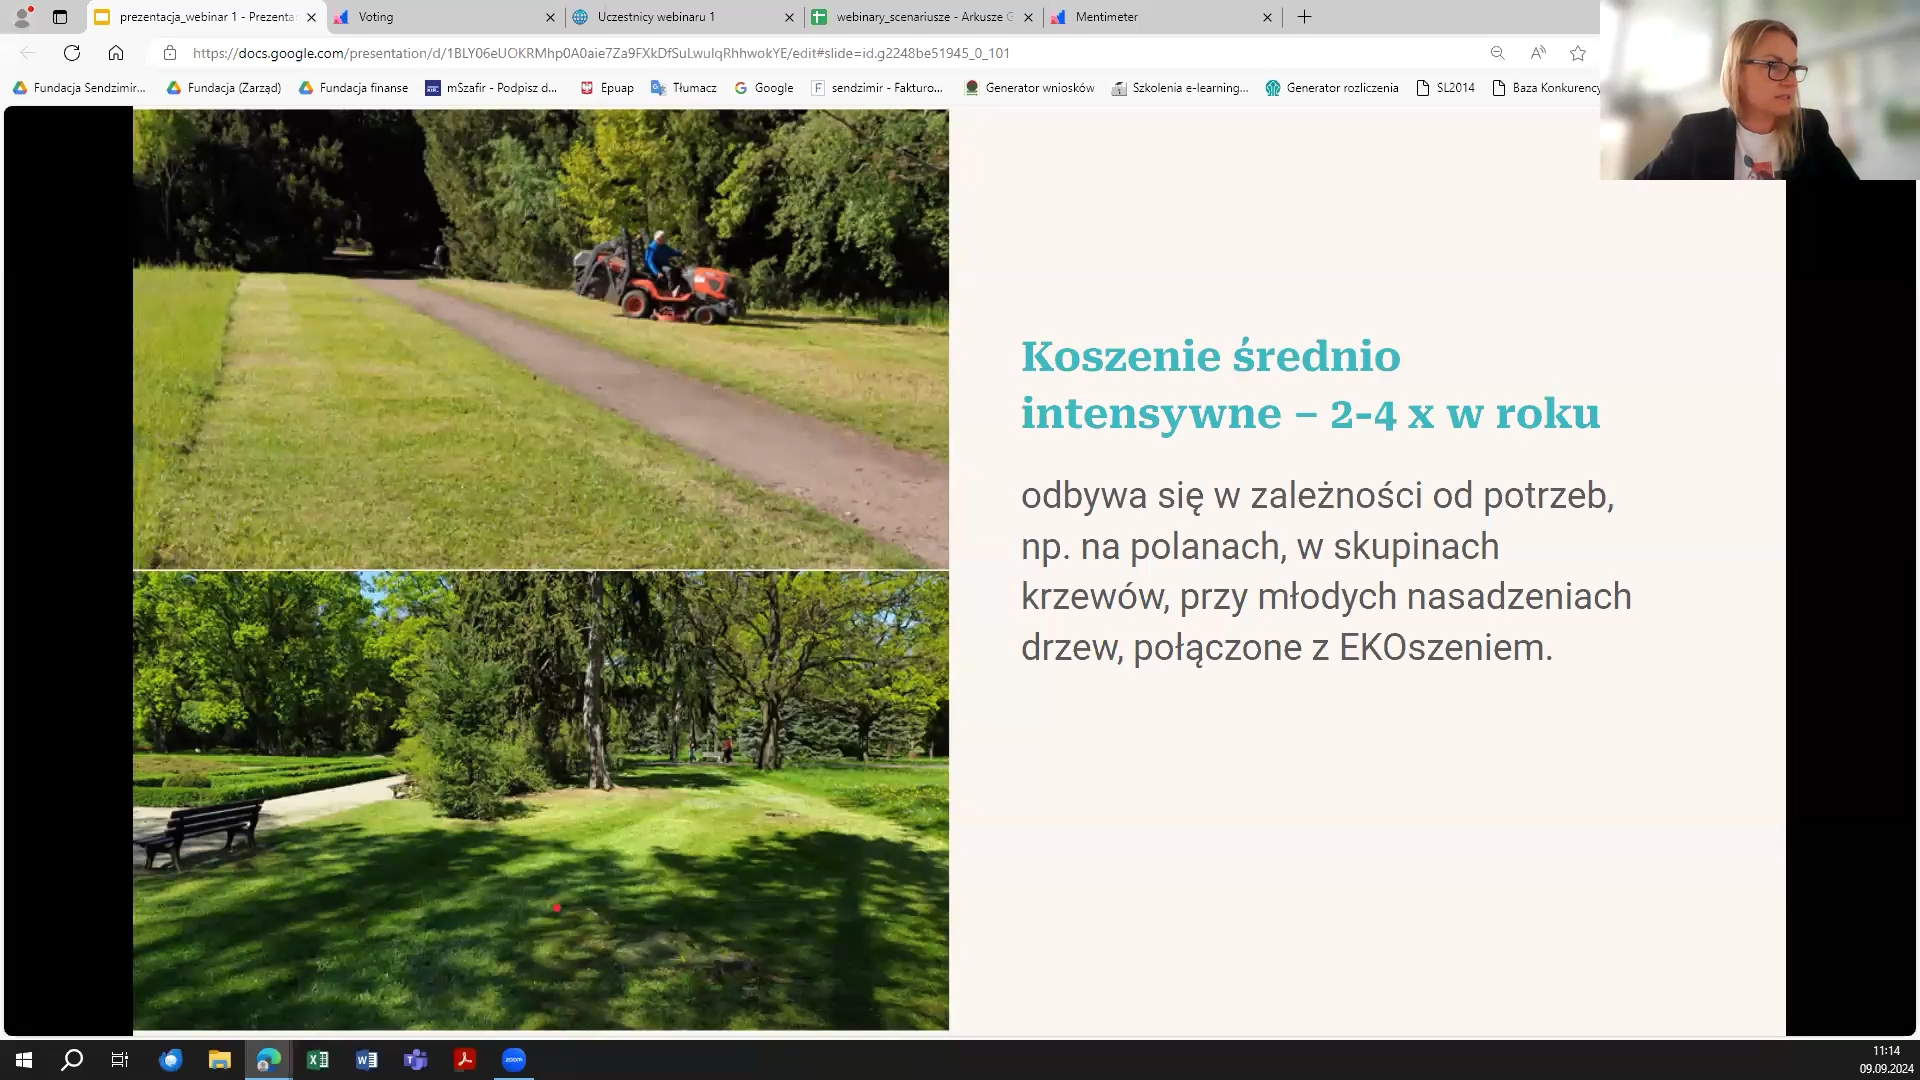 prezentacja_webinar 1 - Prezenta
Voting
Uczestnicy webinaru 1
webinary_scenariusze - Arkusze G
Mentimeter
https://docs.google.com/presentation/d/1BLY06eUOKRMhp0A0aie7Za9FXkDfSuLwulqRhhwokYE/edit#slide=id.g2248be51945_0_101
Fundacja Sendzimir...
Fundacja (Zarząd)
Fundacja finanse
mSzafir - Podpisz d...
Epuap
Tłumacz
Google
sendzimir - Fakturo...
Generator wniosków
Szkolenia e-learning...
Generator rozliczenia
SL2014
Baza Konkurency
Koszenie średnio
intensywne – 2-4 x w roku
odbywa się w zależności od potrzeb,
np. na polanach, w skupinach
krzewów, przy młodych nasadzeniach
drzew, połączone z EKOszeniem.
zoom
11:14
09.09.2024